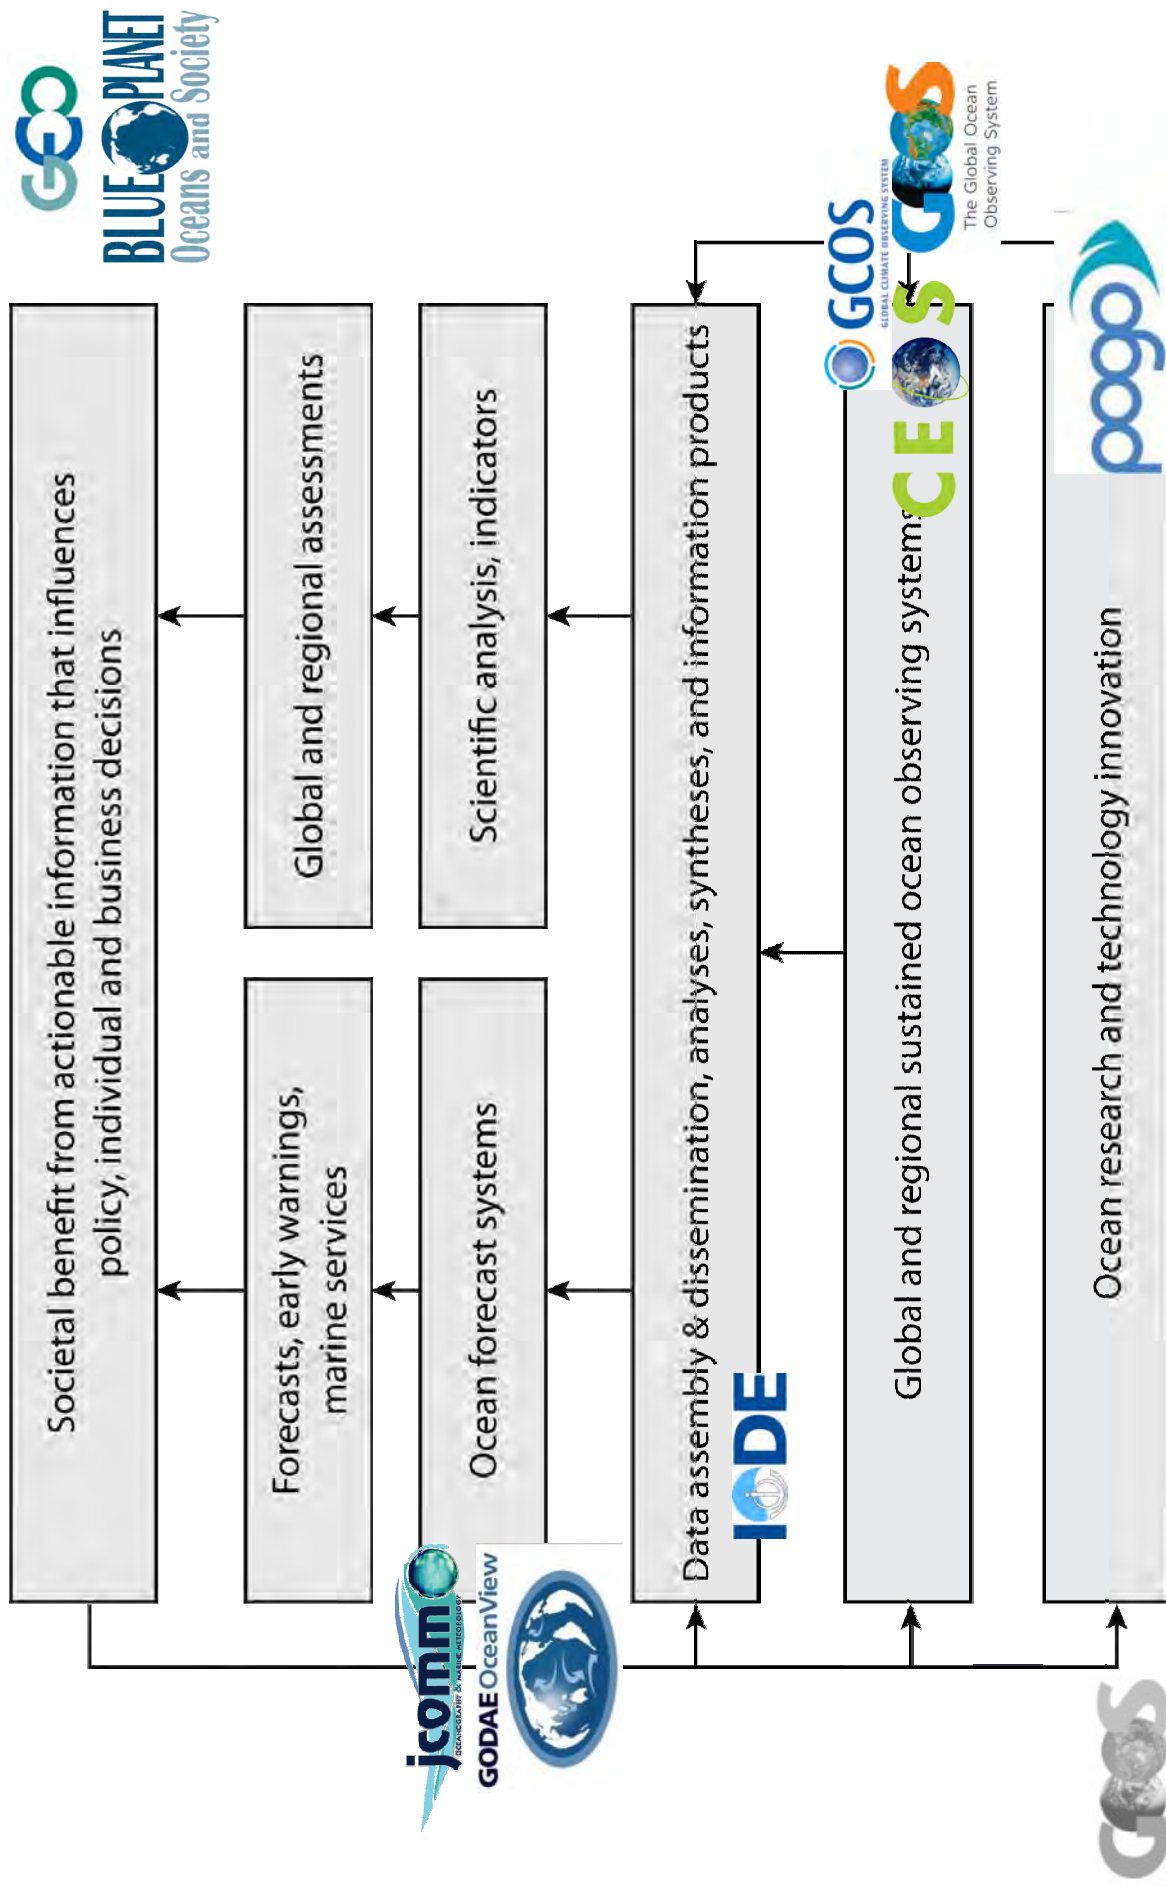 GEO
BLUE PLANET
Oceans and Society
Societal benefit from actionable information that influences
policy, individual and business decisions
Forecasts, early warnings,
marine services
Global and regional assessments
jcomm
OCEANOGRAPHY & MARINE METEOROLOGY
GODAE OceanView
Ocean forecast systems
Scientific analysis, indicators
Data assembly & dissemination, analyses, syntheses, and information products
IODE
GCOS
GLOBAL CLIMATE OBSERVING SYSTEM
Global and regional sustained ocean observing systems
CEOS
GOOS
The Global Ocean
Observing System
Ocean research and technology innovation
pogo
GOOS